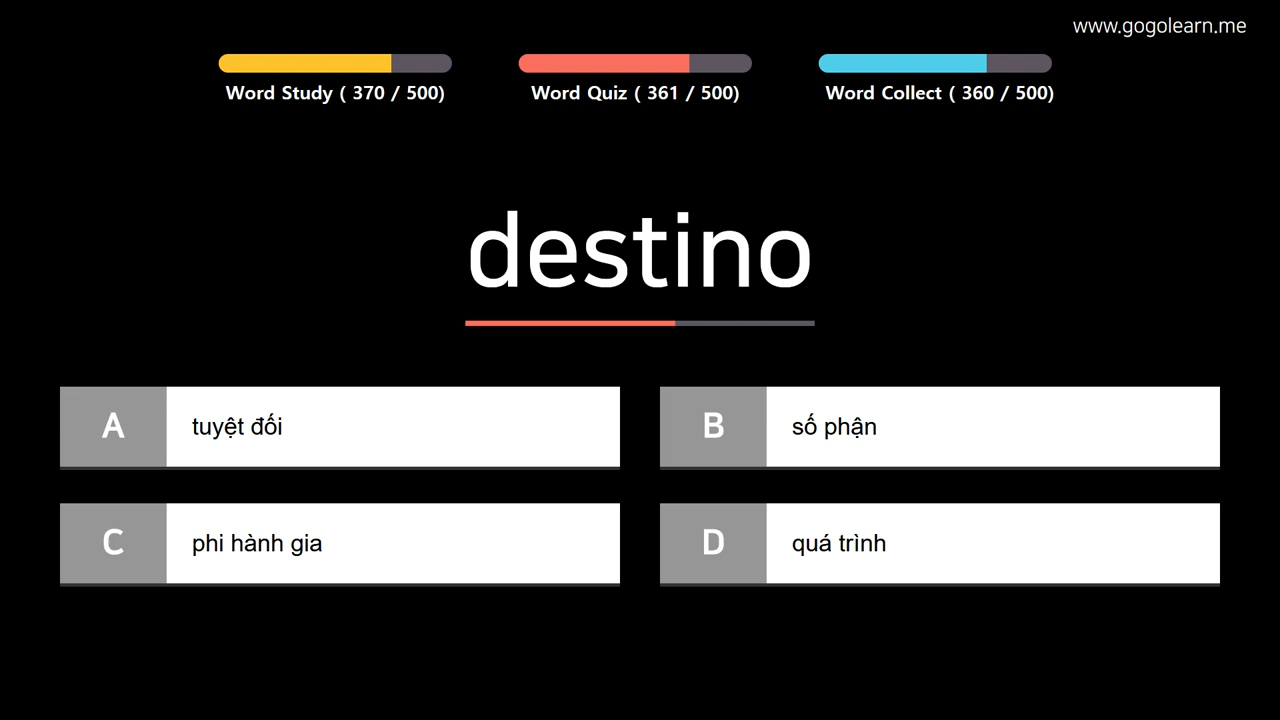 www.gogolearn.me
Word Study ( 370 / 500)
Word Quiz ( 361 / 500)
Word Collect ( 360 / 500)
destino
A
tuyệt đối
B
số phận
C
phi hành gia
D
quá trình